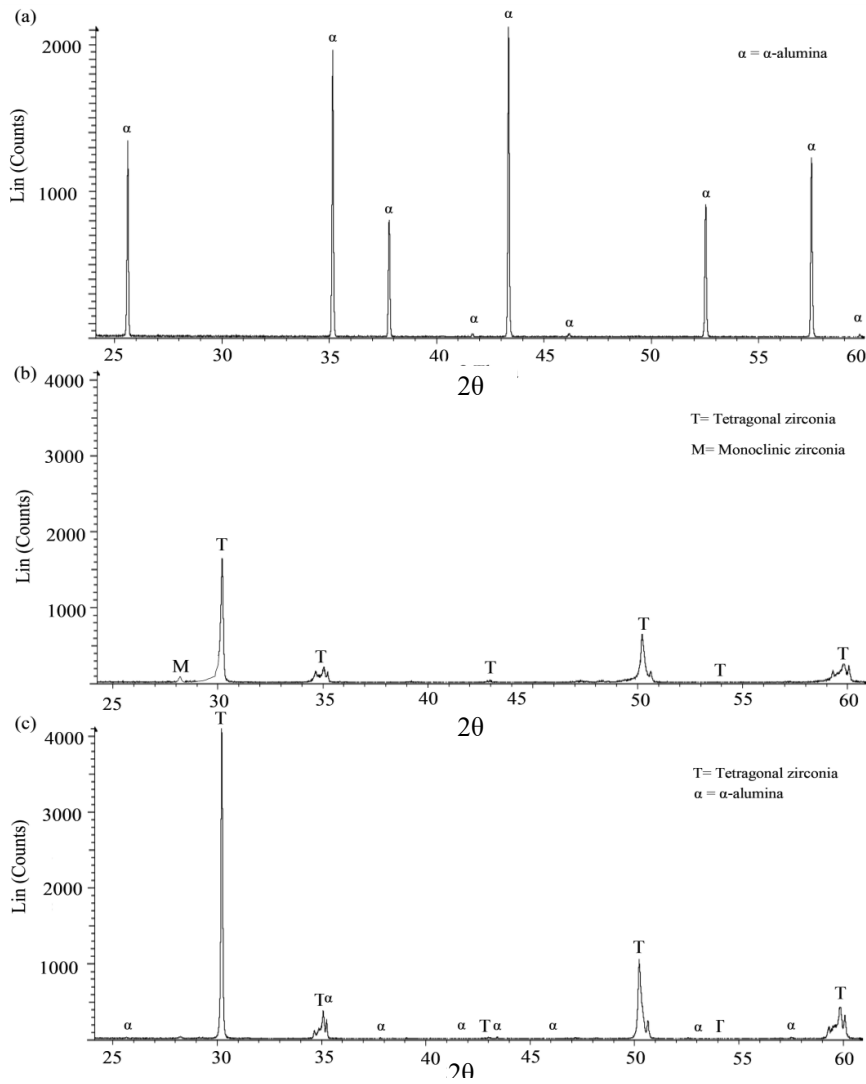 (a)
α
α
α
α = α-alumina
2000
α
α
Lin (Counts)
1000
α
α
α
α
α
25 30 35 40 45 50 55 60
2θ
(b)
4000
T= Tetragonal zirconia
M= Monoclinic zirconia
3000
Lin (Counts)
2000
T
1000
T
M T T T T
25 30 35 40 45 50 55 60
2θ
(c)
T
4000
T= Tetragonal zirconia
α = α-alumina
3000
Lin (Counts)
2000
1000
T
T α T
α α α T α α α α
25 30 35 40 45 50 55 60
2θ